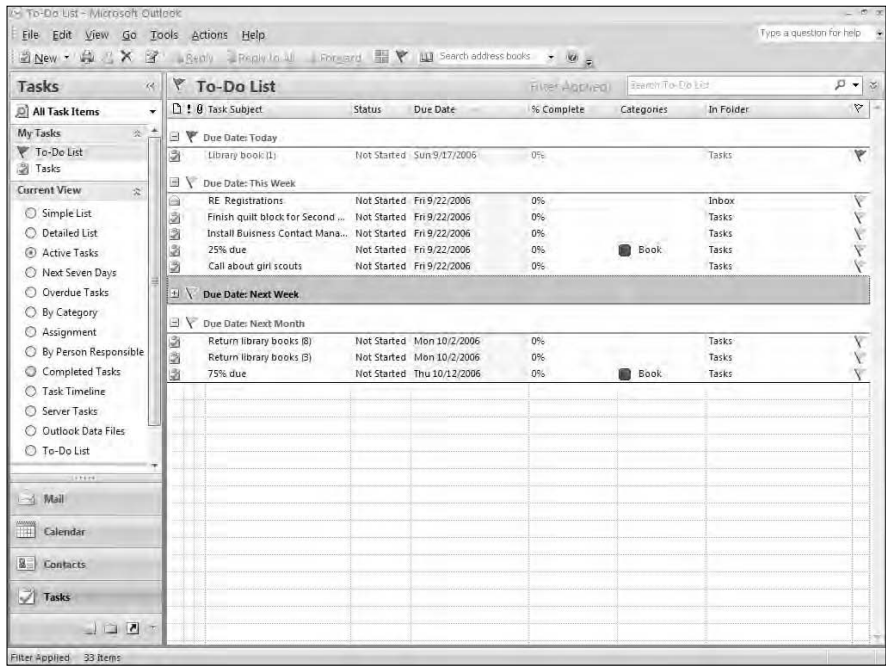 To-Do List - Microsoft Outlook
File Edit View Go Tools Actions Help
Type a question for help
New Reply Reply to All Forward Search address books
Tasks
All Task Items
My Tasks
To-Do List
Tasks
Current View
Simple List
Detailed List
Active Tasks
Next Seven Days
Overdue Tasks
By Category
Assignment
By Person Responsible
Completed Tasks
Task Timeline
Server Tasks
Outlook Data Files
To-Do List
Mail
Calendar
Contacts
Tasks
To-Do List (Filter Applied) Search To-Do List
Task Subject Status Due Date % Complete Categories In Folder
Due Date: Today
Library book (1) Not Started Sun 9/17/2006 0% Tasks
Due Date: This Week
RE Registrations Not Started Fri 9/22/2006 0% Inbox
Finish quilt block for Second ... Not Started Fri 9/22/2006 0% Tasks
Install Buisness Contact Mana... Not Started Fri 9/22/2006 0% Tasks
25% due Not Started Fri 9/22/2006 0% Book Tasks
Call about girl scouts Not Started Fri 9/22/2006 0% Tasks
Due Date: Next Week
Due Date: Next Month
Return library books (8) Not Started Mon 10/2/2006 0% Tasks
Return library books (3) Not Started Mon 10/2/2006 0% Tasks
75% due Not Started Thu 10/12/2006 0% Book Tasks
Filter Applied 33 Items